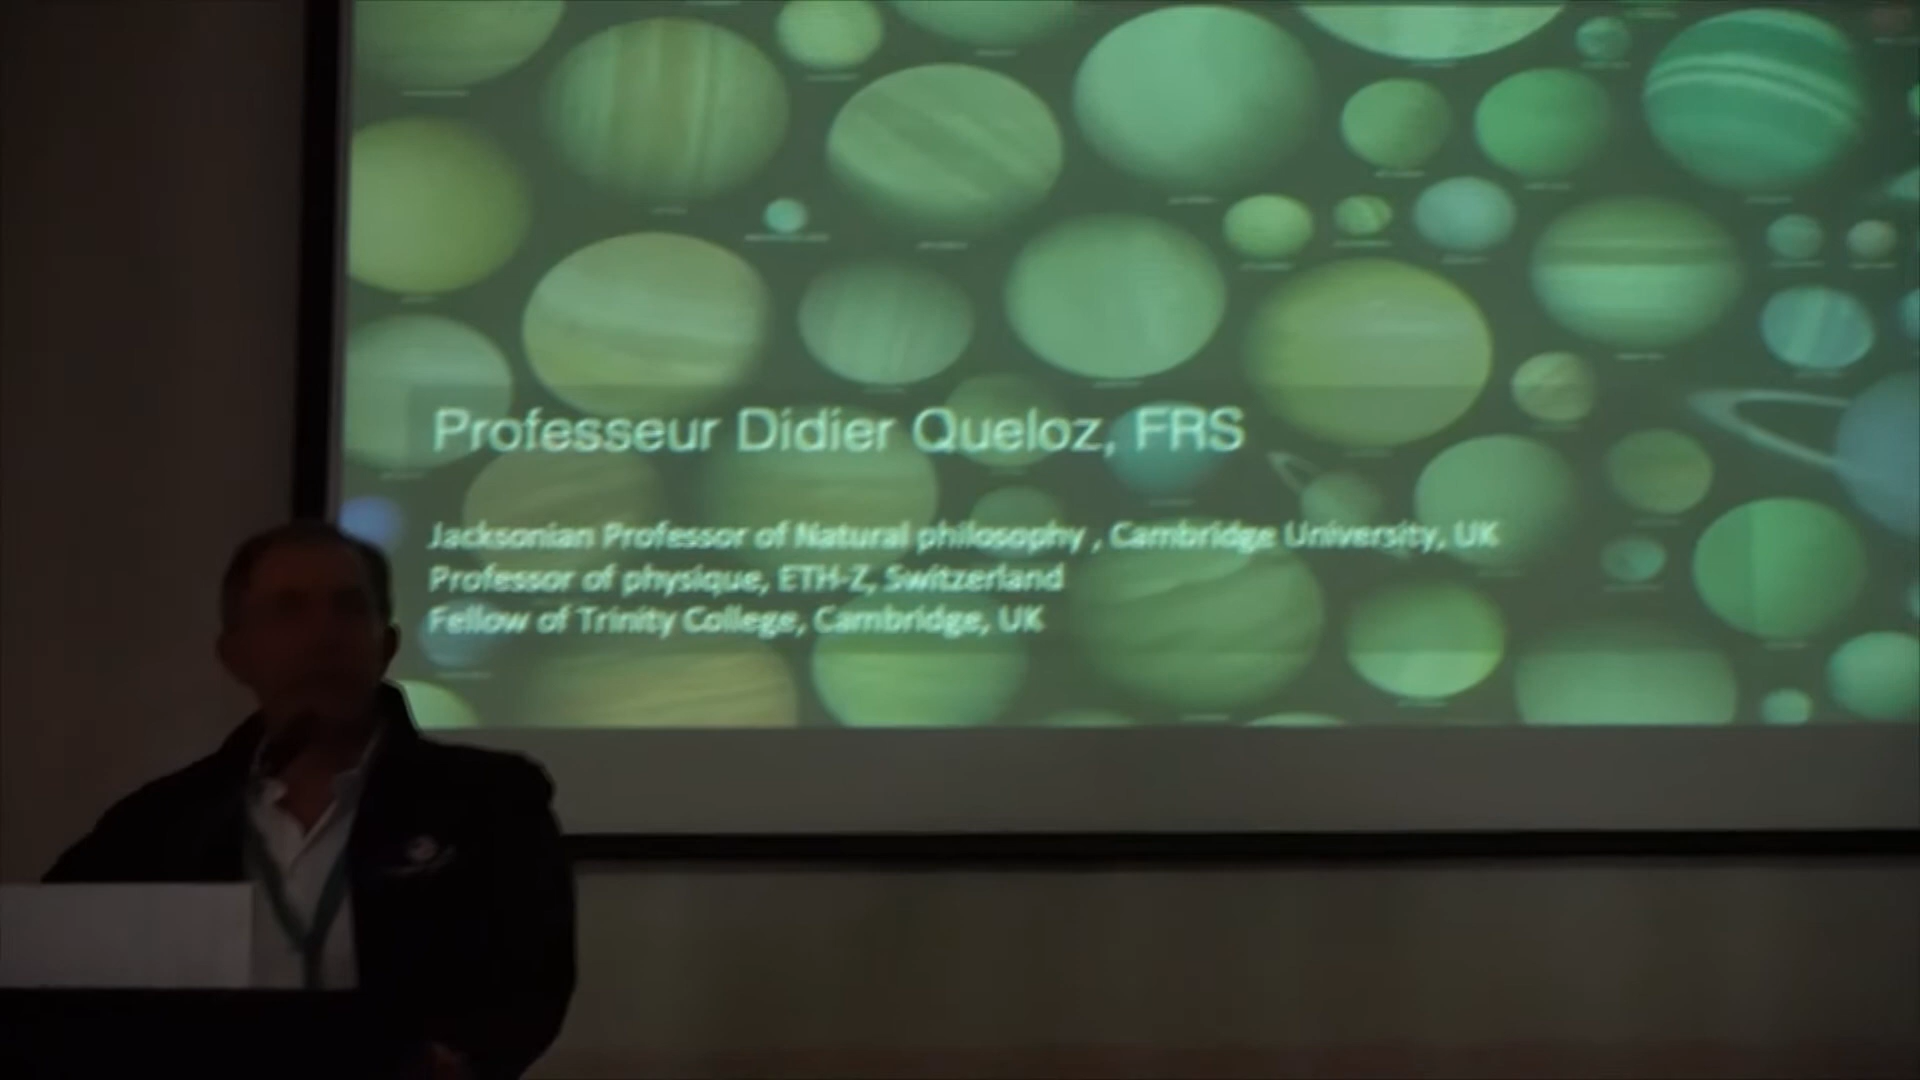 Professeur Didier Queloz, FRS
Jacksonian Professor of Natural philosophy , Cambridge University, UK
Professor of physique, ETH-Z, Switzerland
Fellow of Trinity College, Cambridge, UK